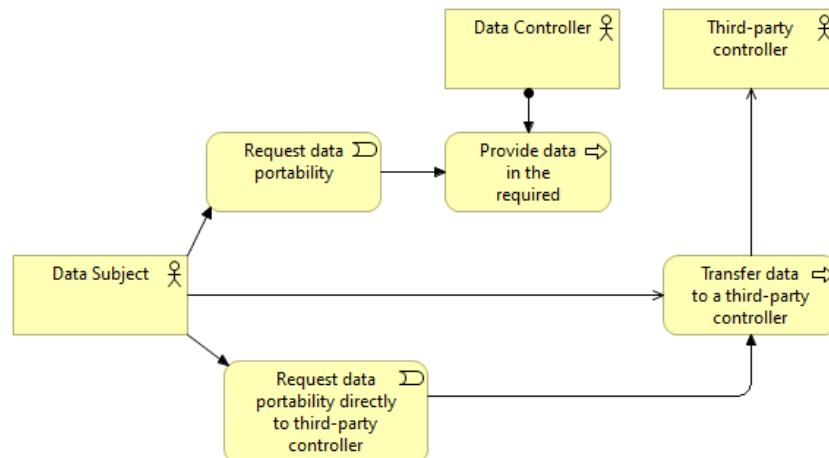 Data Controller
Third-party
controller
Request data
portability
Provide data
in the
required
Data Subject
Transfer data
to a third-party
controller
Request data
portability directly
to third-party
controller